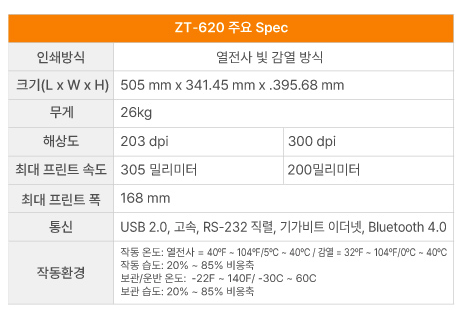 ZT-620 주요 Spec
인쇄방식 열전사 및 감열 방식
크기(L x W x H) 505 mm x 341.45 mm x .395.68 mm
무게 26kg
해상도 203 dpi 300 dpi
최대 프린트 속도 305 밀리미터 200밀리미터
최대 프린트 폭 168 mm
통신 USB 2.0, 고속, RS-232 직렬, 기가비트 이더넷, Bluetooth 4.0
작동환경
작동 온도: 열전사 = 40ºF ~ 104ºF/5ºC ~ 40ºC / 감열 = 32ºF ~ 104ºF/0ºC ~ 40ºC
작동 습도: 20% ~ 85% 비응축
보관/운반 온도: -22F ~ 140F/ -30C ~ 60C
보관 습도: 20% ~ 85% 비응축